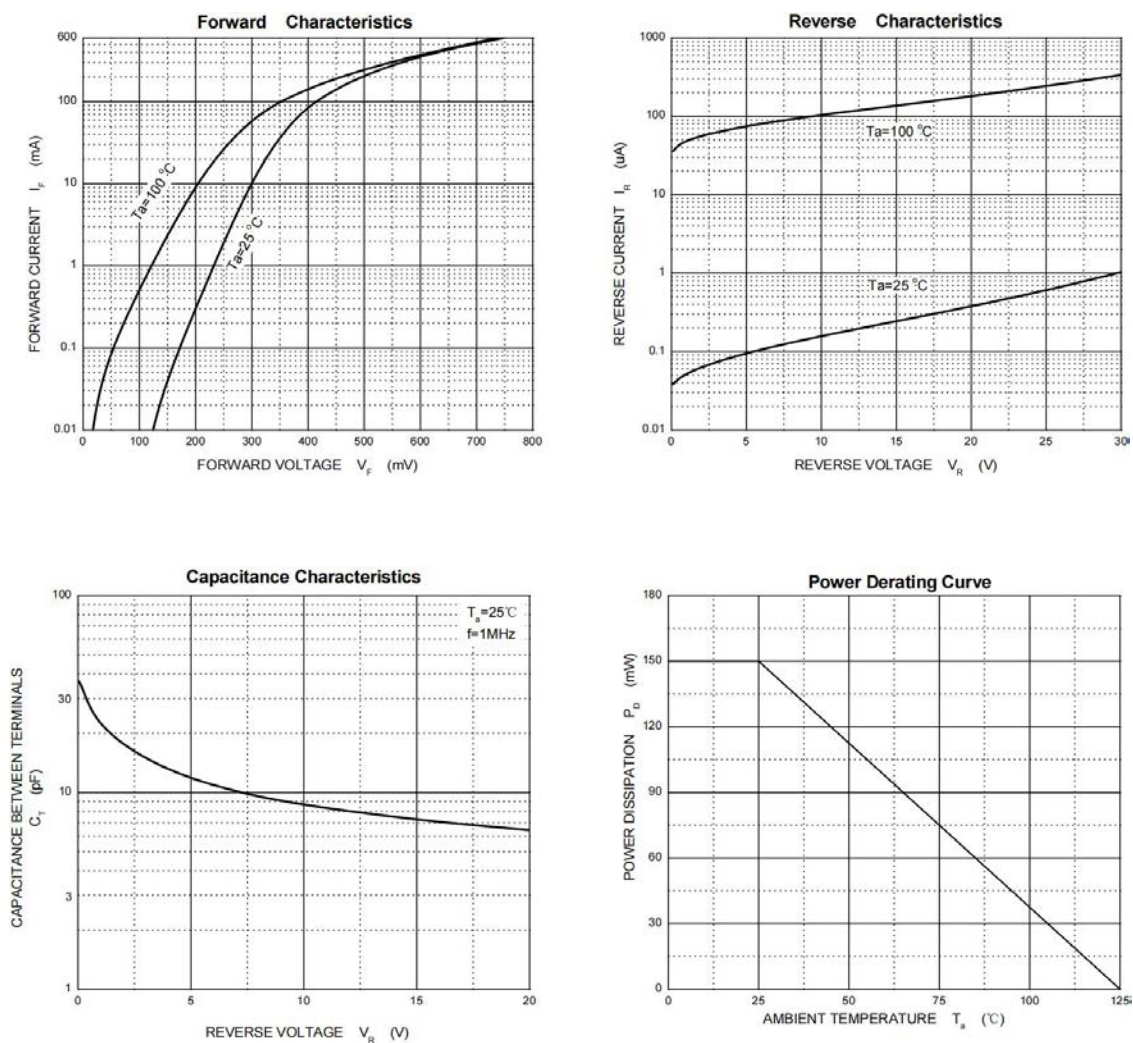 Forward Characteristics
600
100
10
1
0.1
0.01
FORWARD CURRENT I_F (mA)
Ta=100 °C
Ta=25 °C
0 100 200 300 400 500 600 700 800
FORWARD VOLTAGE V_F (mV)
Reverse Characteristics
1000
100
10
1
0.1
0.01
REVERSE CURRENT I_R (uA)
Ta=100 °C
Ta=25 °C
0 5 10 15 20 25 30
REVERSE VOLTAGE V_R (V)
Capacitance Characteristics
100
30
10
3
1
CAPACITANCE BETWEEN TERMINALS
C_T (pF)
T_a=25℃
f=1MHz
0 5 10 15 20
REVERSE VOLTAGE V_R (V)
Power Derating Curve
180
150
120
90
60
30
0
POWER DISSIPATION P_D (mW)
0 25 50 75 100 125
AMBIENT TEMPERATURE T_a (℃)